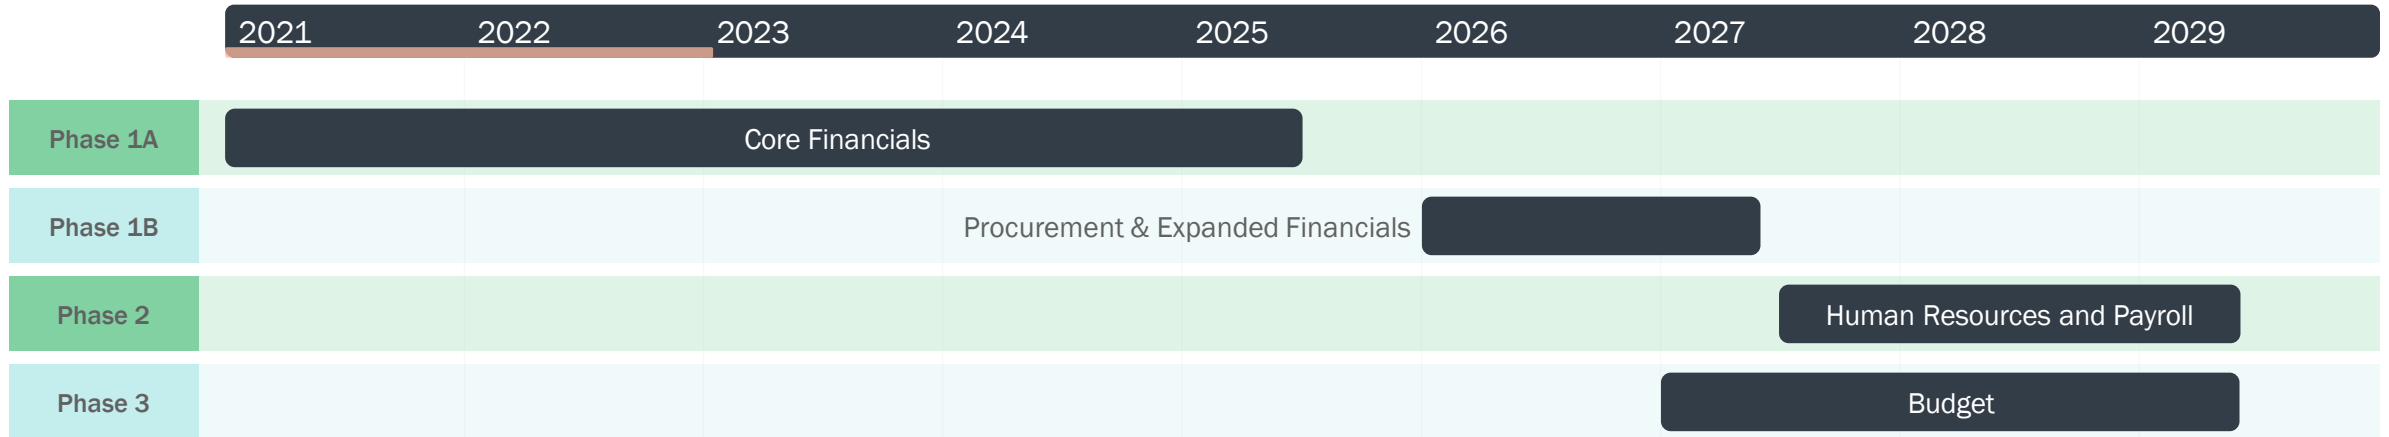 2021 2022 2023 2024 2025 2026 2027 2028 2029
Phase 1A Core Financials
Phase 1B Procurement & Expanded Financials
Phase 2 Human Resources and Payroll
Phase 3 Budget